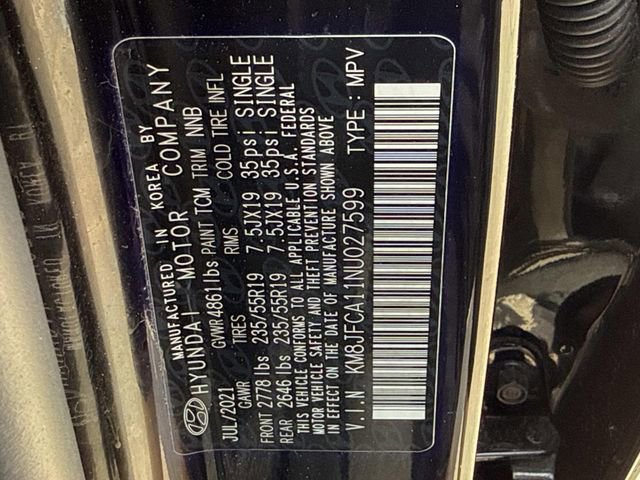 MANUFACTURED IN KOREA BY
HYUNDAI MOTOR COMPANY
JUL/2021 GVWR 4861 lbs PAINT TCM TRIM NNB
GAWR TIRES RIMS COLD TIRE INFL
FRONT 2778 lbs 235/55R19 7.5JX19 35psi SINGLE
REAR 2646 lbs 235/55R19 7.5JX19 35psi SINGLE
THIS VEHICLE CONFORMS TO ALL APPLICABLE U.S.A. FEDERAL
MOTOR VEHICLE SAFETY AND THEFT PREVENTION STANDARDS
IN EFFECT ON THE DATE OF MANUFACTURE SHOWN ABOVE
VIN KM8JFCA11NU027599 TYPE : MPV